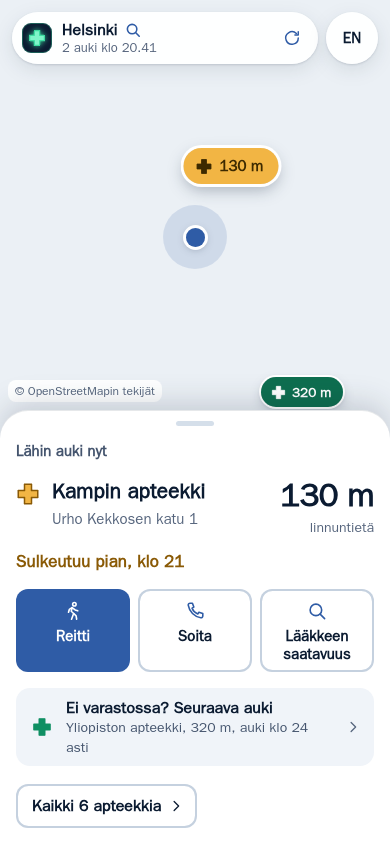 Helsinki
2 auki klo 20.41
EN
130 m
© OpenStreetMapin tekijät
320 m
Lähin auki nyt
Kampin apteekki
130 m
Urho Kekkosen katu 1
linnuntietä
Sulkeutuu pian, klo 21
Reitti
Soita
Lääkkeen
saatavuus
Ei varastossa? Seuraava auki
Yliopiston apteekki, 320 m, auki klo 24
asti
Kaikki 6 apteekkia